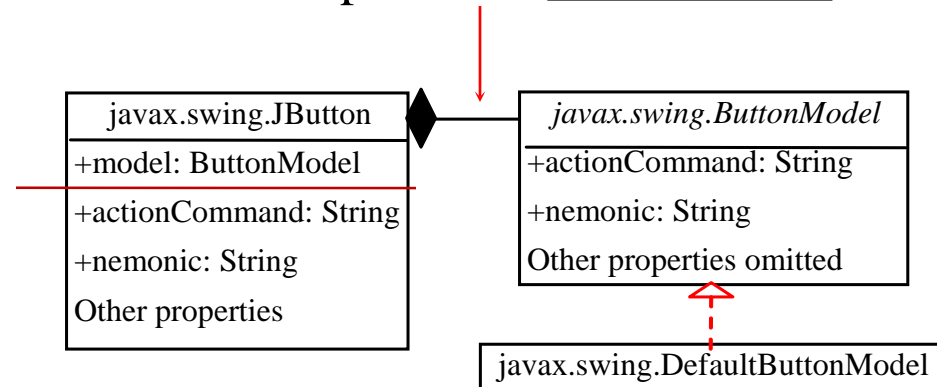 javax.swing.JButton
+model: ButtonModel
+actionCommand: String
+nemonic: String
Other properties
javax.swing.ButtonModel
+actionCommand: String
+nemonic: String
Other properties omitted
javax.swing.DefaultButtonModel